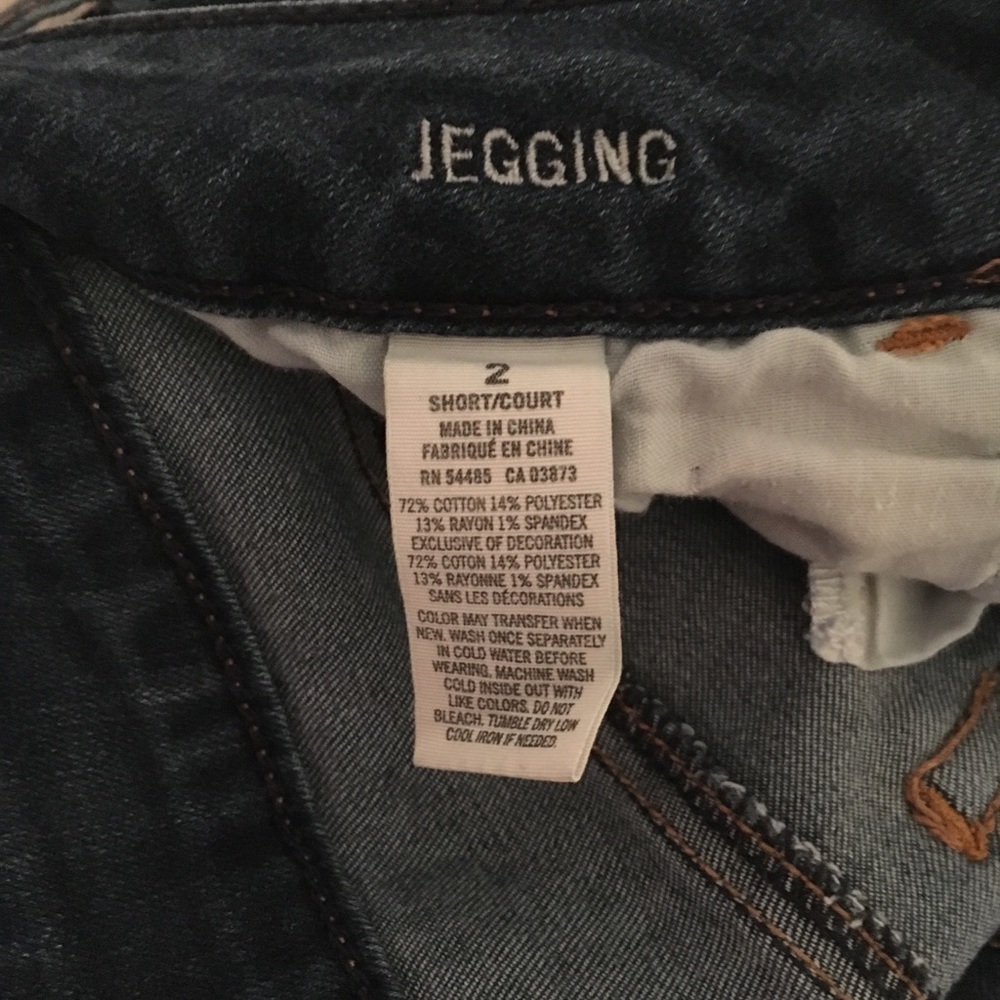 JEGGING
2
SHORT/COURT
MADE IN CHINA
FABRIQUÉ EN CHINE
RN 54485 CA 03873
72% COTTON 14% POLYESTER
13% RAYON 1% SPANDEX
EXCLUSIVE OF DECORATION
72% COTON 14% POLYESTER
13% RAYONNE 1% SPANDEX
SANS LES DÉCORATIONS
COLOR MAY TRANSFER WHEN
NEW. WASH ONCE SEPARATELY
IN COLD WATER BEFORE
WEARING. MACHINE WASH
COLD INSIDE OUT WITH
LIKE COLORS. DO NOT
BLEACH. TUMBLE DRY LOW
COOL IRON IF NEEDED.